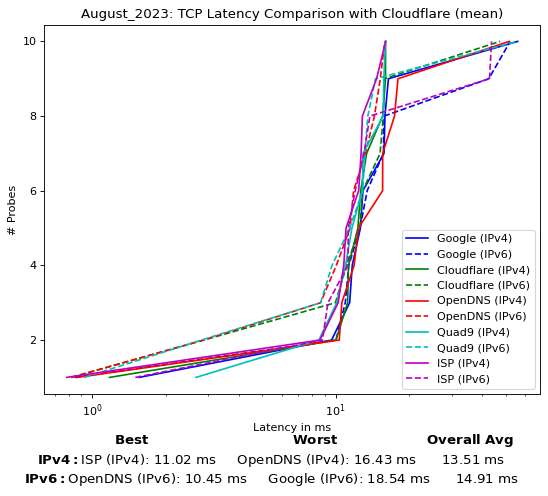 August_2023: TCP Latency Comparison with Cloudflare (mean)
10
8
6
4
2
# Probes
Google (IPv4)
Google (IPv6)
Cloudflare (IPv4)
Cloudflare (IPv6)
OpenDNS (IPv4)
OpenDNS (IPv6)
Quad9 (IPv4)
Quad9 (IPv6)
ISP (IPv4)
ISP (IPv6)
10⁰ 10¹
Latency in ms
Best Worst Overall Avg
IPv4: ISP (IPv4): 11.02 ms OpenDNS (IPv4): 16.43 ms 13.51 ms
IPv6: OpenDNS (IPv6): 10.45 ms Google (IPv6): 18.54 ms 14.91 ms